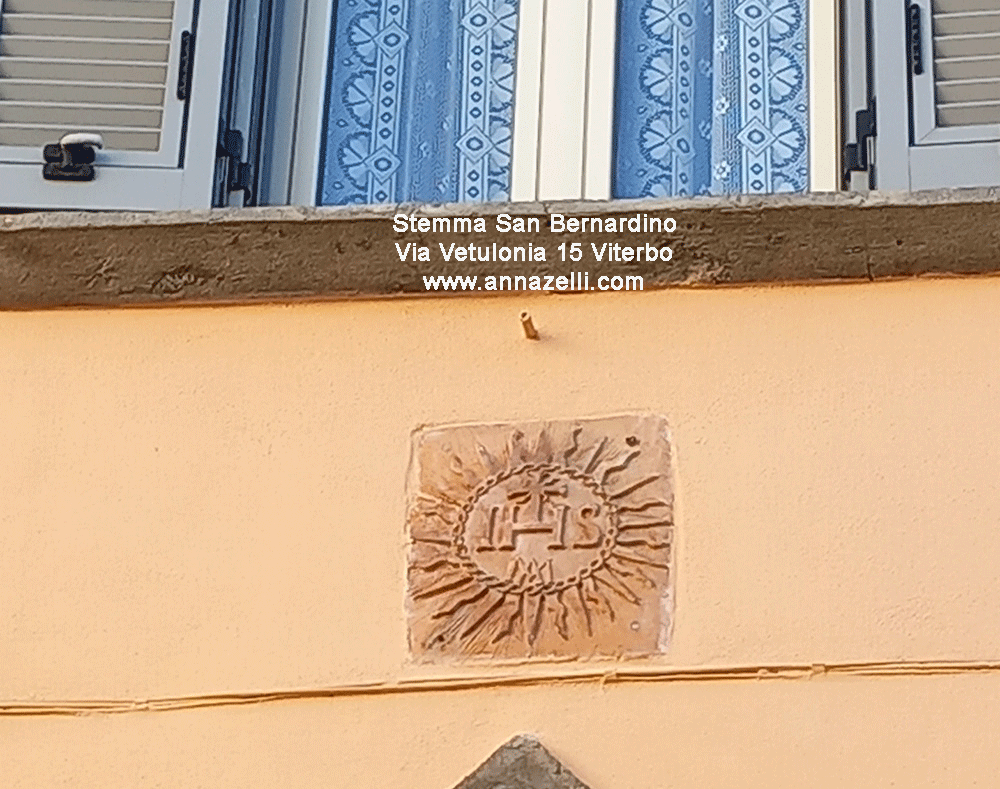 Stemma San Bernardino
Via Vetulonia 15 Viterbo
www.annazelli.com
IHS